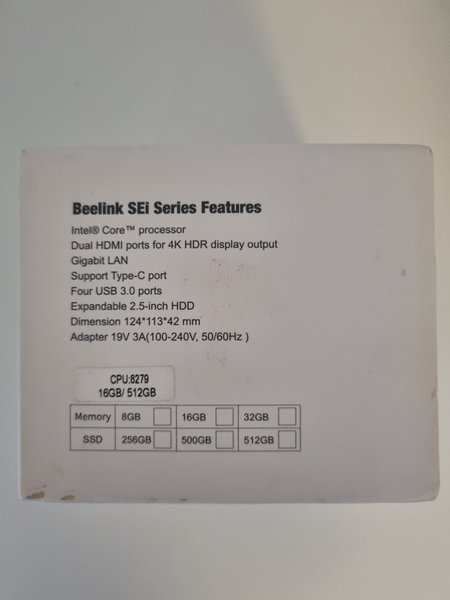 Beelink SEi Series Features
Intel® Core™ processor
Dual HDMI ports for 4K HDR display output
Gigabit LAN
Support Type-C port
Four USB 3.0 ports
Expandable 2.5-inch HDD
Dimension 124*113*42 mm
Adapter 19V 3A(100-240V, 50/60Hz )
CPU:8279
16GB/ 512GB
Memory 8GB 16GB 32GB
SSD 256GB 500GB 512GB